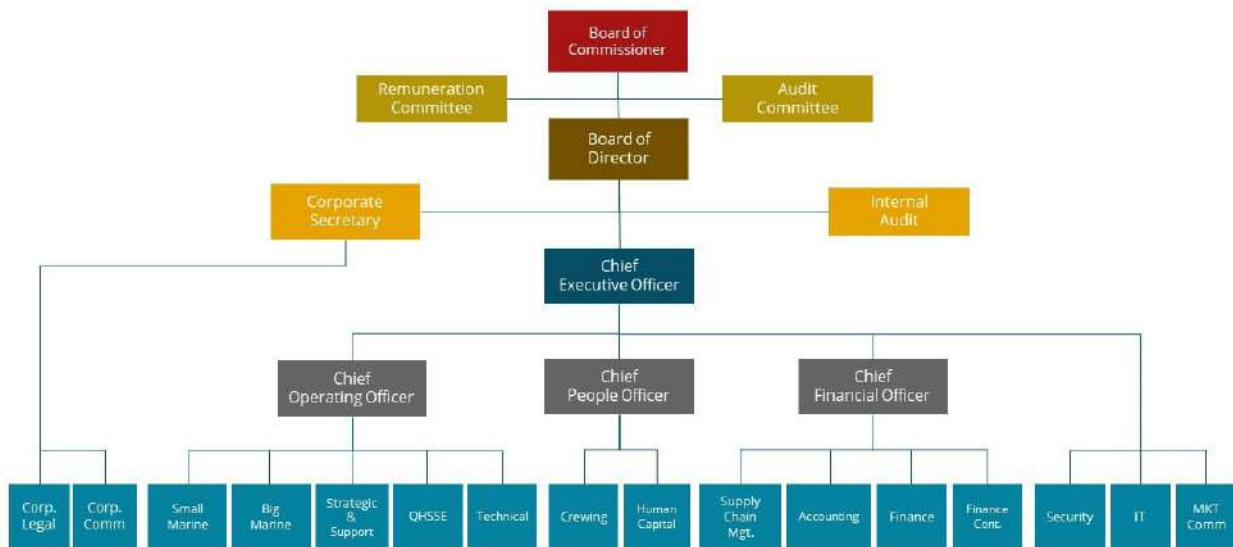 Board of
Commissioner
Remuneration
Committee
Audit
Committee
Board of
Director
Corporate
Secretary
Internal
Audit
Chief
Executive Officer
Chief
Operating Officer
Chief
People Officer
Chief
Financial Officer
Corp.
Legal
Corp.
Comm
Small
Marine
Big
Marine
Strategic
&
Support
QHSSE
Technical
Crewing
Human
Capital
Supply
Chain
Mgt.
Accounting
Finance
Finance
Cont.
Security
IT
MKT
Comm